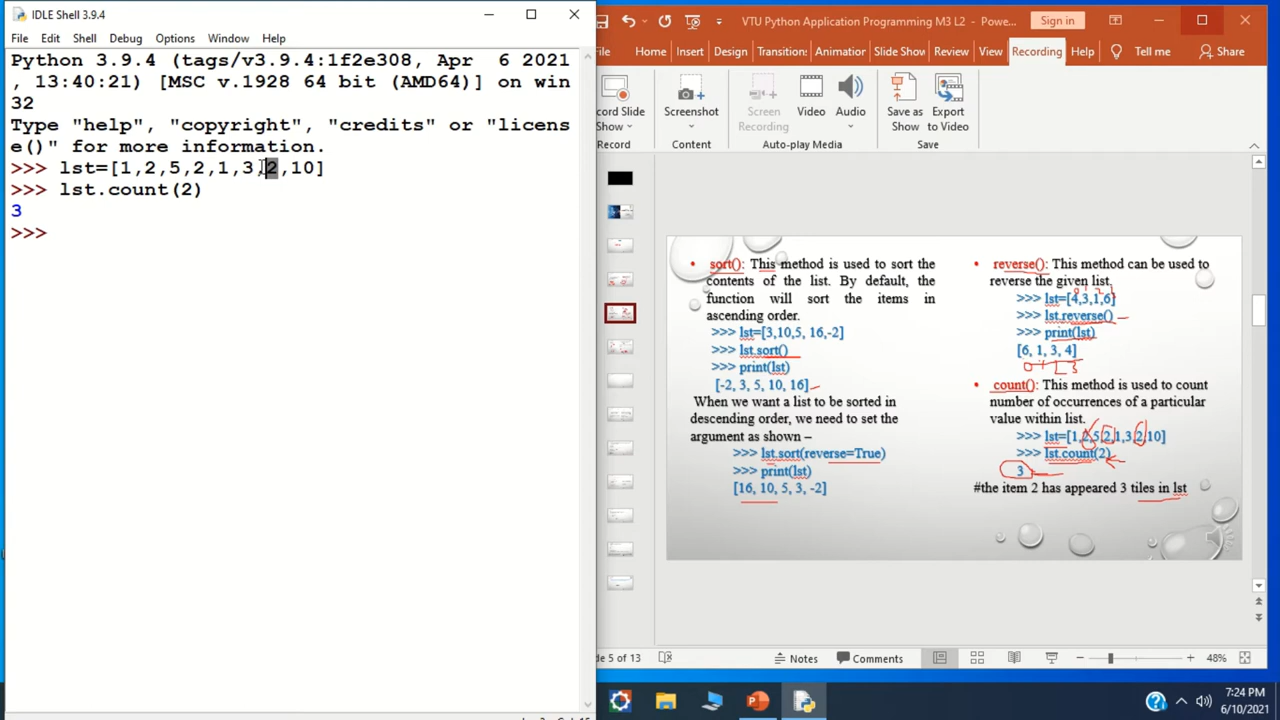 IDLE Shell 3.9.4
File Edit Shell Debug Options Window Help
Python 3.9.4 (tags/v3.9.4:1f2e308, Apr 6 2021
, 13:40:21) [MSC v.1928 64 bit (AMD64)] on win
32
Type "help", "copyright", "credits" or "licens
e()" for more information.
>>> lst=[1,2,5,2,1,3,2,10]
>>> lst.count(2)
3
>>>
VTU Python Application Programming M3 L2 - Powe...
Sign in
File Home Insert Design Transition: Animation Slide Show Review View Recording Help Tell me Share
cord Slide
Show
Screenshot
Screen
Recording
Video
Audio
Save as
Show
Export
to Video
Record
Content
Auto-play Media
Save
• sort(): This method is used to sort the
contents of the list. By default, the
function will sort the items in
ascending order.
>>> lst=[3,10,5, 16,-2]
>>> lst.sort()
>>> print(lst)
[-2, 3, 5, 10, 16]
When we want a list to be sorted in
descending order, we need to set the
argument as shown –
>>> lst.sort(reverse=True)
>>> print(lst)
[16, 10, 5, 3, -2]
• reverse(): This method can be used to
reverse the given list.
>>> lst=[4,3,1,6]
>>> lst.reverse()
>>> print(lst)
[6, 1, 3, 4]
• count(): This method is used to count
number of occurrences of a particular
value within list.
>>> lst=[1,2,5,2,1,3,2,10]
>>> lst.count(2)
3
#the item 2 has appeared 3 tiles in lst
de 5 of 13
Notes
Comments
48%
7:24 PM
6/10/2021